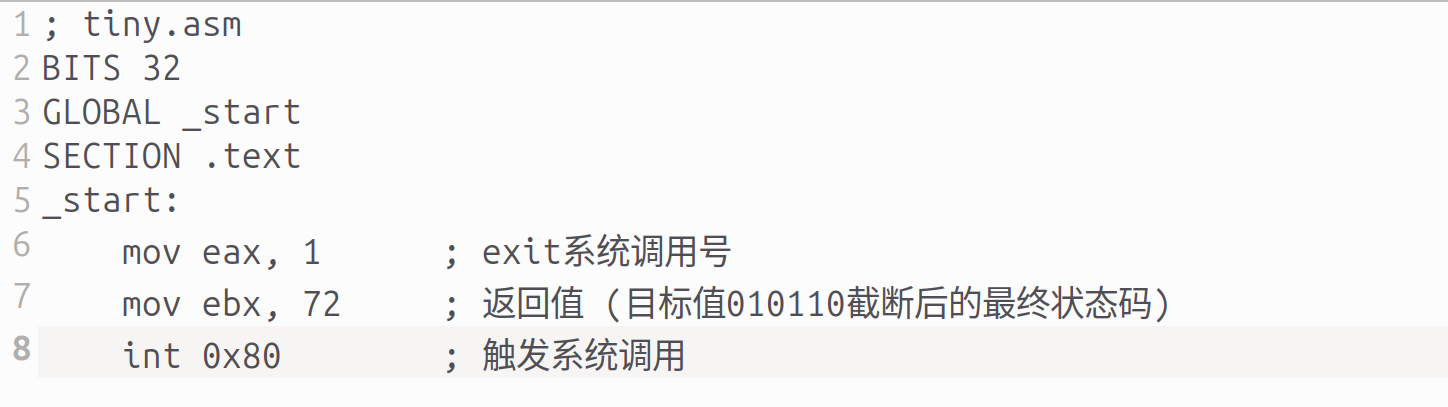 1 ; tiny.asm
2 BITS 32
3 GLOBAL _start
4 SECTION .text
5 _start:
6     mov eax, 1      ; exit系统调用号
7     mov ebx, 72     ; 返回值（目标值010110截断后的最终状态码）
8     int 0x80        ; 触发系统调用